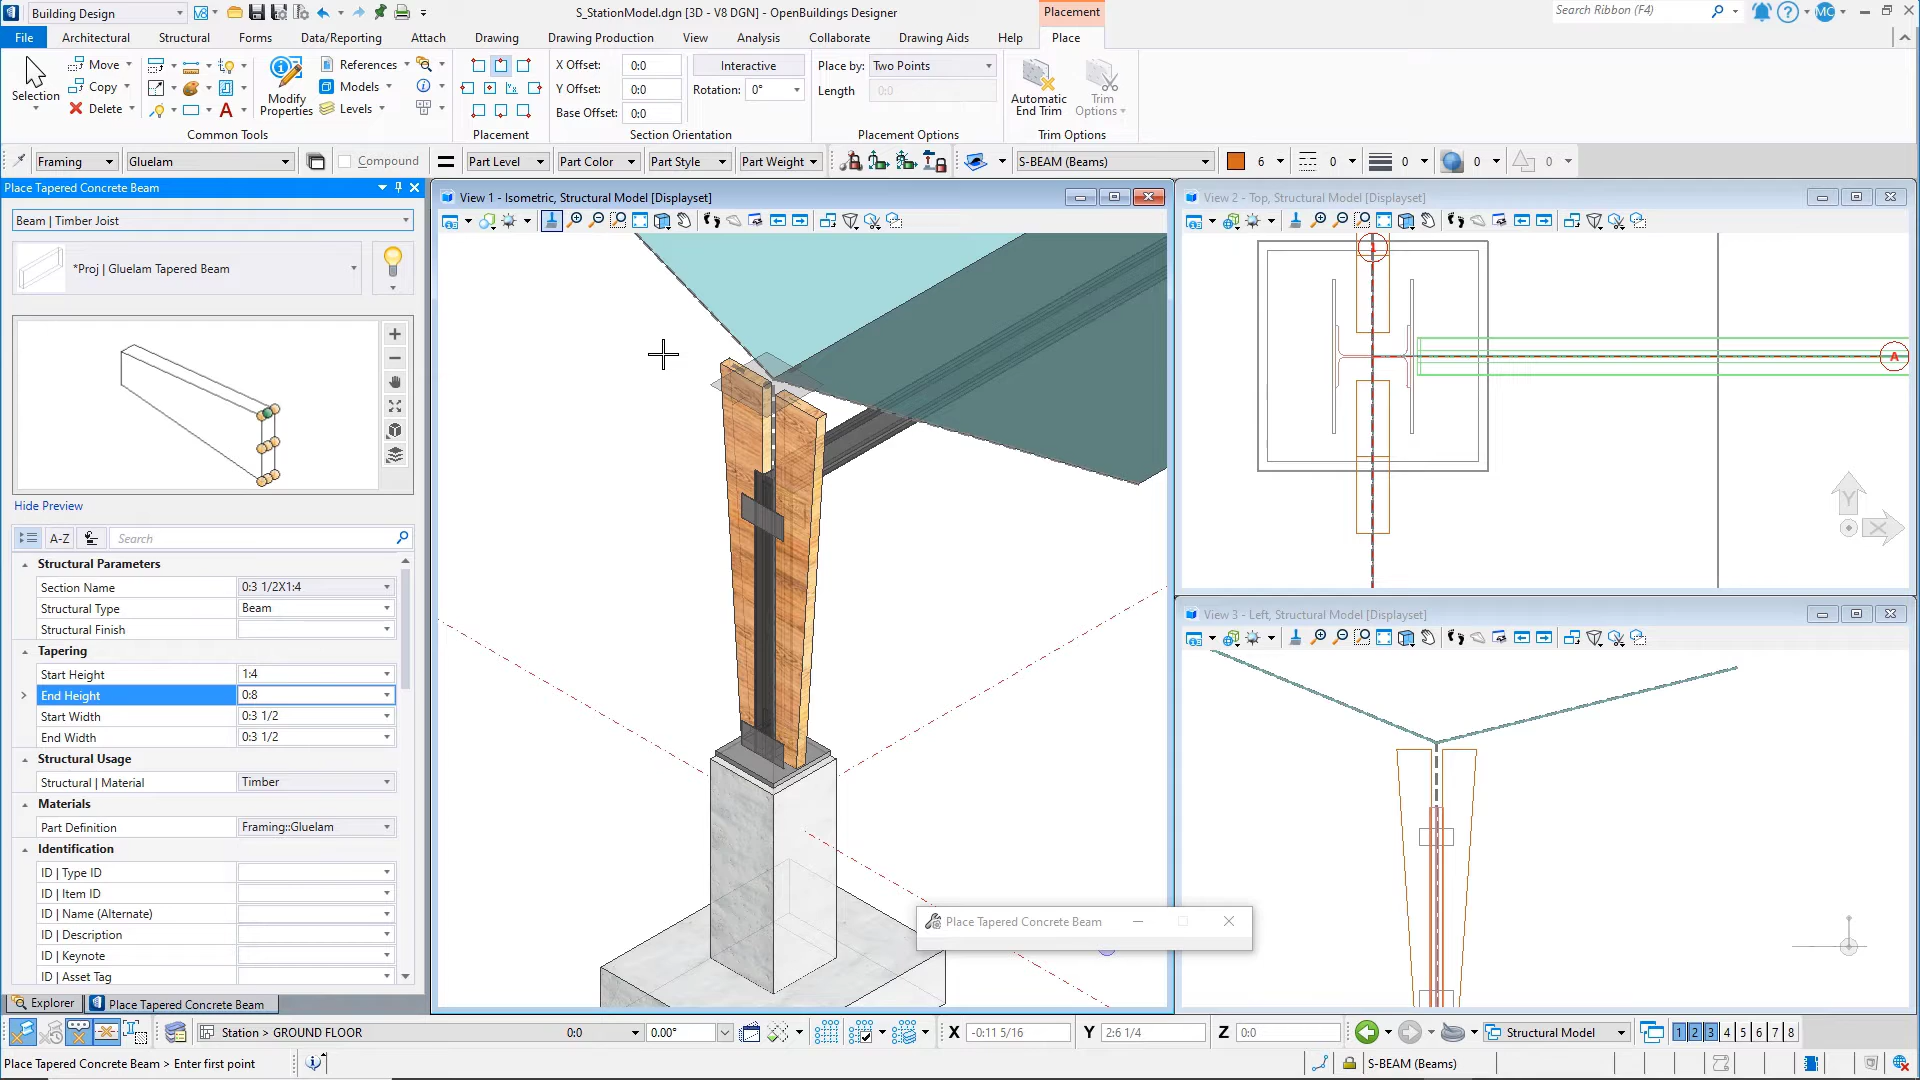 Building Design
S_StationModel.dgn [3D - V8 DGN] - OpenBuildings Designer
Placement
Search Ribbon (F4)
MC
File
Architectural
Structural
Forms
Data/Reporting
Attach
Drawing
Drawing Production
View
Analysis
Collaborate
Drawing Aids
Help
Place
Selection
Move
Copy
Delete
Modify
Properties
References
Models
Levels
Common Tools
Placement
X Offset: 0:0
Y Offset: 0:0
Base Offset: 0:0
Interactive
Rotation: 0°
Section Orientation
Place by: Two Points
Length 0:0
Placement Options
Automatic
End Trim
Trim
Options
Trim Options
Framing
Gluelam
Compound
Part Level
Part Color
Part Style
Part Weight
S-BEAM (Beams)
6
0
0
0
0
Place Tapered Concrete Beam
Beam | Timber Joist
*Proj | Gluelam Tapered Beam
Hide Preview
A-Z
Search
Structural Parameters
Section Name 0:3 1/2X1:4
Structural Type Beam
Structural Finish
Tapering
Start Height 1:4
End Height 0:8
Start Width 0:3 1/2
End Width 0:3 1/2
Structural Usage
Structural | Material Timber
Materials
Part Definition Framing::Gluelam
Identification
ID | Type ID
ID | Item ID
ID | Name (Alternate)
ID | Description
ID | Keynote
ID | Asset Tag
Explorer
Place Tapered Concrete Beam
View 1 - Isometric, Structural Model [Displayset]
View 2 - Top, Structural Model [Displayset]
A
Y
X
View 3 - Left, Structural Model [Displayset]
Place Tapered Concrete Beam
Station > GROUND FLOOR 0:0
0.00°
X -0:11 5/16
Y 2:6 1/4
Z 0:0
Structural Model
1 2 3 4 5 6 7 8
Place Tapered Concrete Beam > Enter first point
S-BEAM (Beams)